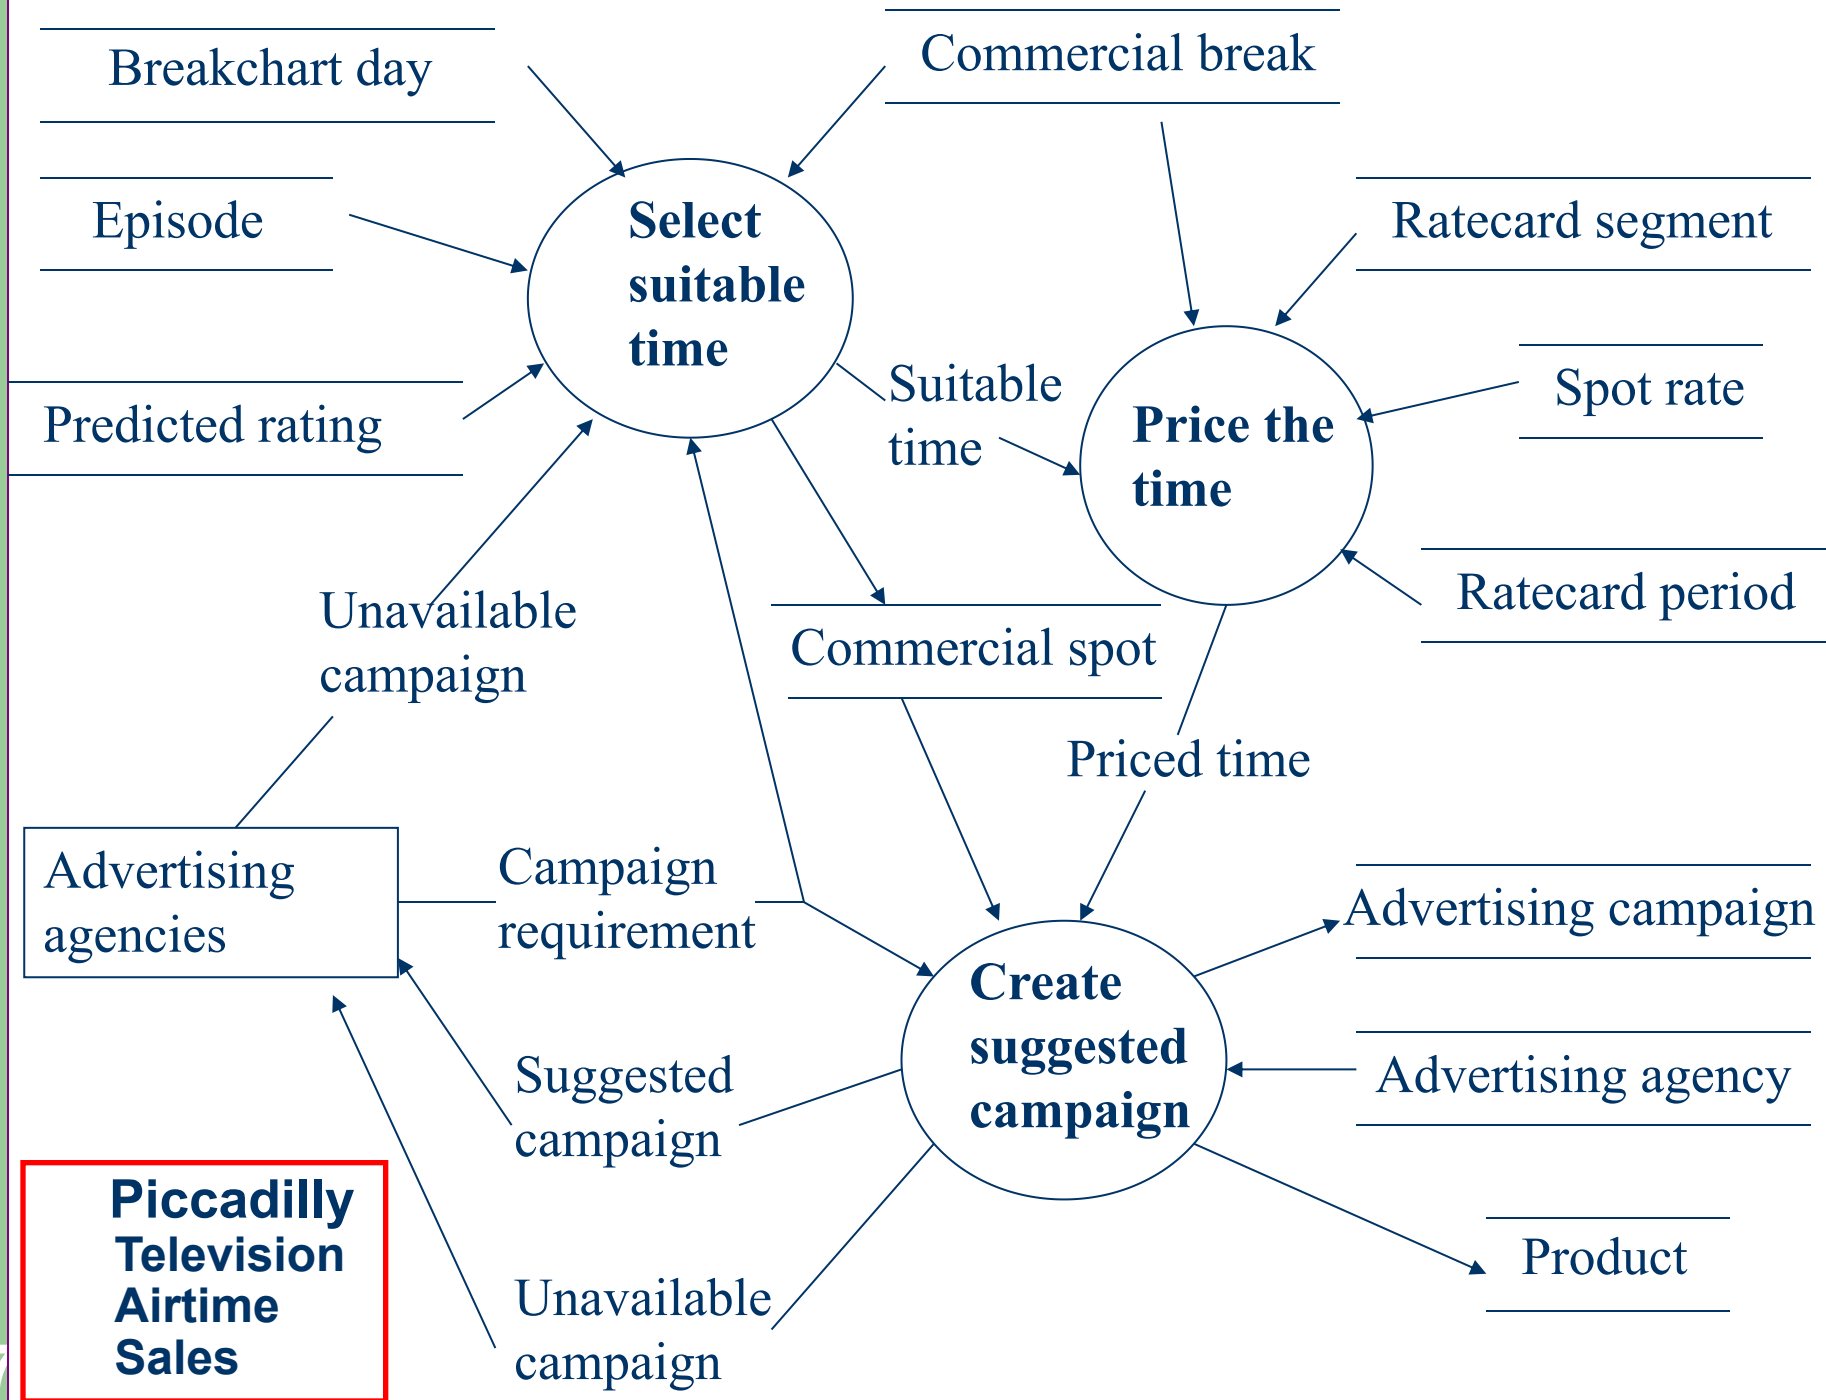 Breakchart day
Commercial break
Episode
Select
suitable
time
Ratecard segment
Predicted rating
Suitable
time
Price the
time
Spot rate
Unavailable
campaign
Commercial spot
Ratecard period
Priced time
Advertising
agencies
Campaign
requirement
Advertising campaign
Create
suggested
campaign
Suggested
campaign
Advertising agency
Piccadilly
Television
Airtime
Sales
Unavailable
campaign
Product